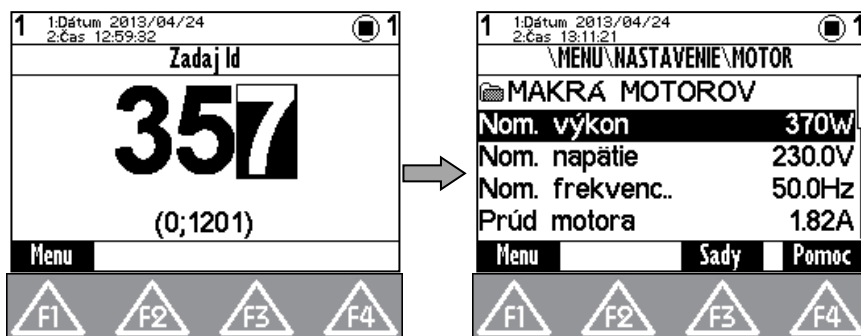 1 1:Dátum 2013/04/24 1
2:Čas 12:59:32
Zadaj Id
357
(0;1201)
Menu
F1 F2 F3 F4
1 1:Dátum 2013/04/24 1
2:Čas 13:11:21
\MENU\NASTAVENIE\MOTOR
MAKRÁ MOTOROV
Nom. výkon 370W
Nom. napätie 230.0V
Nom. frekvenc.. 50.0Hz
Prúd motora 1.82A
Menu Sady Pomoc
F1 F2 F3 F4